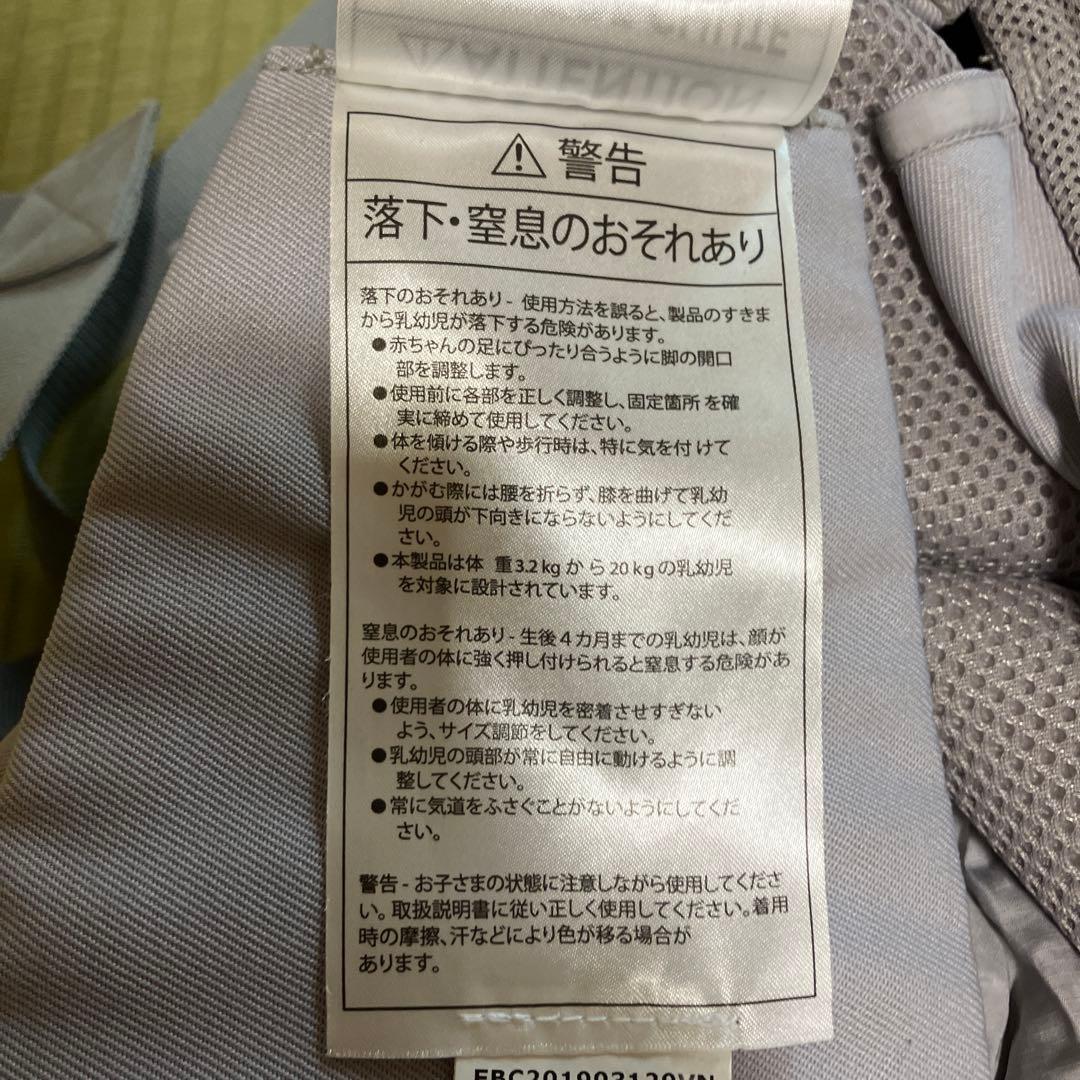 ATTENTION
警告
落下・窒息のおそれあり
落下のおそれあり - 使用方法を誤ると、製品のすきま
から乳幼児が落下する危険があります。
●赤ちゃんの足にぴったり合うように脚の開口
部を調整します。
●使用前に各部を正しく調整し、固定箇所 を確
実に締めて使用してください。
●体を傾ける際や歩行時は、特に気を付 けて
ください。
●かがむ際には腰を折らず、膝を曲げて乳幼
児の頭が下向きにならないようにしてくだ
さい。
●本製品は体 重3.2 kg か ら 20 k g の乳幼児
を対象に設計されています。
窒息のおそれあり - 生後 4 カ月までの乳幼児は、顔が
使用者の体に強く押し付けられると窒息する危険があ
ります。
●使用者の体に乳幼児を密着させすぎない
よう、サイズ調節をしてください。
●乳幼児の頭部が常に自由に動けるように調
整してください。
●常に気道をふさぐことがないようにしてくだ
さい。
警告 - お子さまの状態に注意しながら使用してくださ
い。取扱説明書に従い正しく使用してください。着用
時の摩擦、汗などにより色が移る場合が
あります。